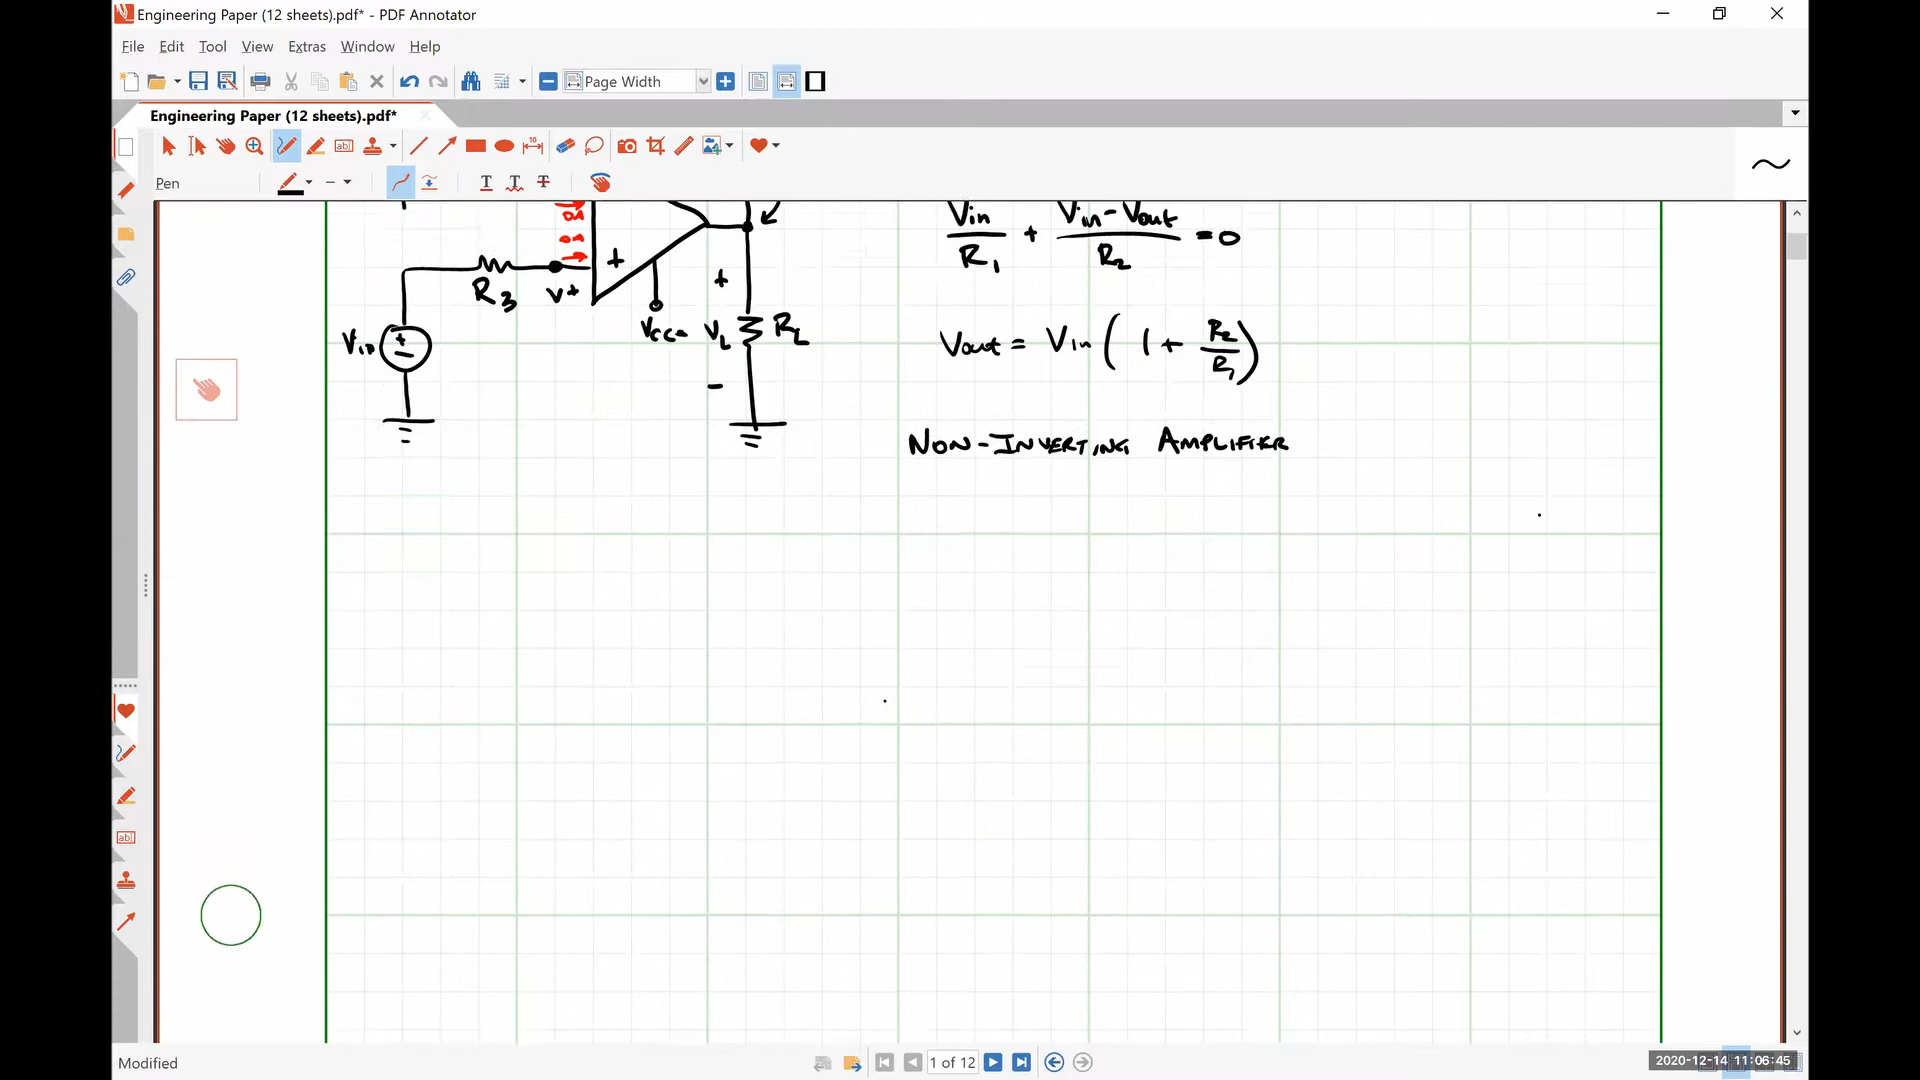 Engineering Paper (12 sheets).pdf* - PDF Annotator
File Edit Tool View Extras Window Help
Page Width
Engineering Paper (12 sheets).pdf*
Pen
0A
0A
+
R3
V+
Vin
+
-
VCC-
+
VL
-
RL
Vin/R1 + Vin-Vout/R2 = 0
Vout = Vin ( 1 + R2/R1 )
NON-INVERTING AMPLIFIER
Modified
1 of 12
2020-12-14 11:06:45